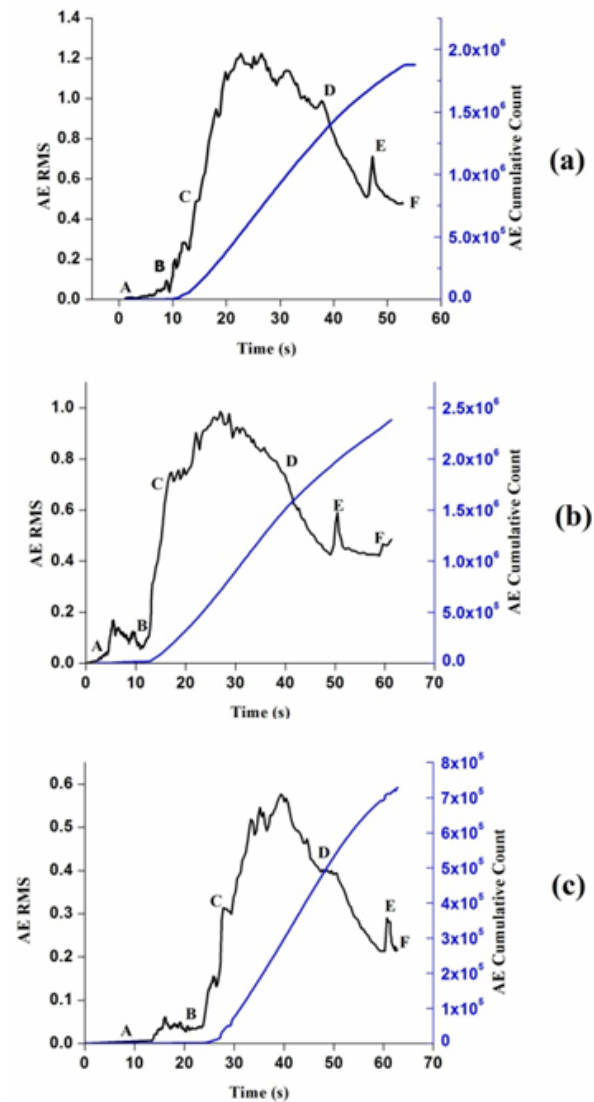 1.4
1.2
1.0
0.8
0.6
0.4
0.2
0.0
AE RMS
A
B
C
D
E
F
2.0x10⁶
1.5x10⁶
1.0x10⁶
5.0x10⁵
0.0
AE Cumulative Count
0 10 20 30 40 50 60
Time (s)
(a)
1.0
0.8
0.6
0.4
0.2
0.0
AE RMS
A
B
C
D
E
F
2.5x10⁶
2.0x10⁶
1.5x10⁶
1.0x10⁶
5.0x10⁵
0.0
AE Cumulative Count
0 10 20 30 40 50 60 70
Time (s)
(b)
0.6
0.5
0.4
0.3
0.2
0.1
0.0
AE RMS
A
B
C
D
E
F
8x10⁵
7x10⁵
6x10⁵
5x10⁵
4x10⁵
3x10⁵
2x10⁵
1x10⁵
0
AE Cumulative Count
0 10 20 30 40 50 60 70
Time (s)
(c)